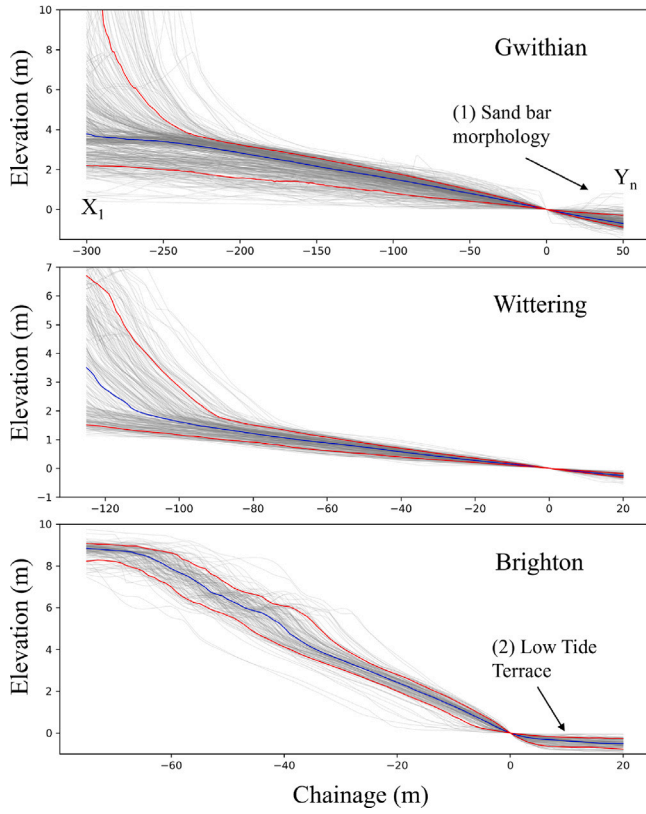 10
8
6
4
2
0
Elevation (m)
Gwithian
(1) Sand bar
morphology
X1
Yn
−300 −250 −200 −150 −100 −50 0 50
7
6
5
4
3
2
1
0
−1
Elevation (m)
Wittering
−120 −100 −80 −60 −40 −20 0 20
10
8
6
4
2
0
Elevation (m)
Brighton
(2) Low Tide
Terrace
−60 −40 −20 0 20
Chainage (m)